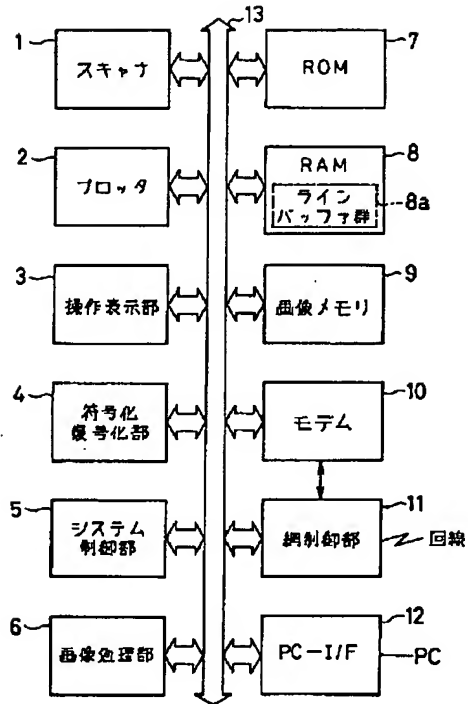 13
1
スキャナ
7
ROM
2
プロッタ
8
RAM
ライン
バッファ群
8a
3
操作表示部
9
画像メモリ
4
符号化
復号化部
10
モデム
5
システム
制御部
11
網制御部
回線
6
画像処理部
12
PC-I/F
PC